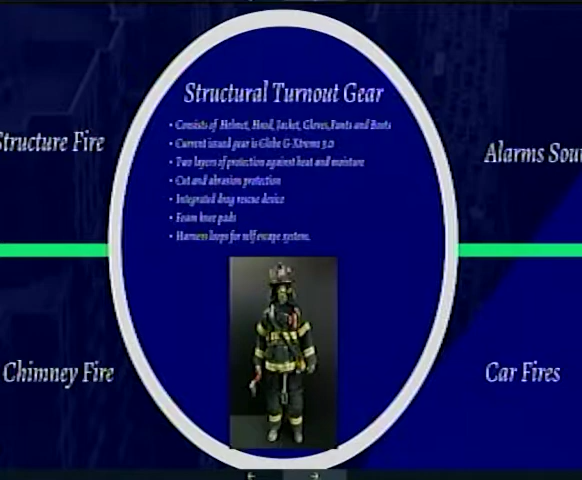 Structural Turnout Gear
• Consists of Helmet, Hood, Jacket, Gloves,Pants and Boots
• Current issued gear is Globe G-Xtreme 3.0
• Two layers of protection against heat and moisture
• Cut and abrasion protection
• Integrated drag rescue device
• Foam knee pads
• Harness loops for self escape system.
Structure Fire
Alarms Soun
Chimney Fire
Car Fires